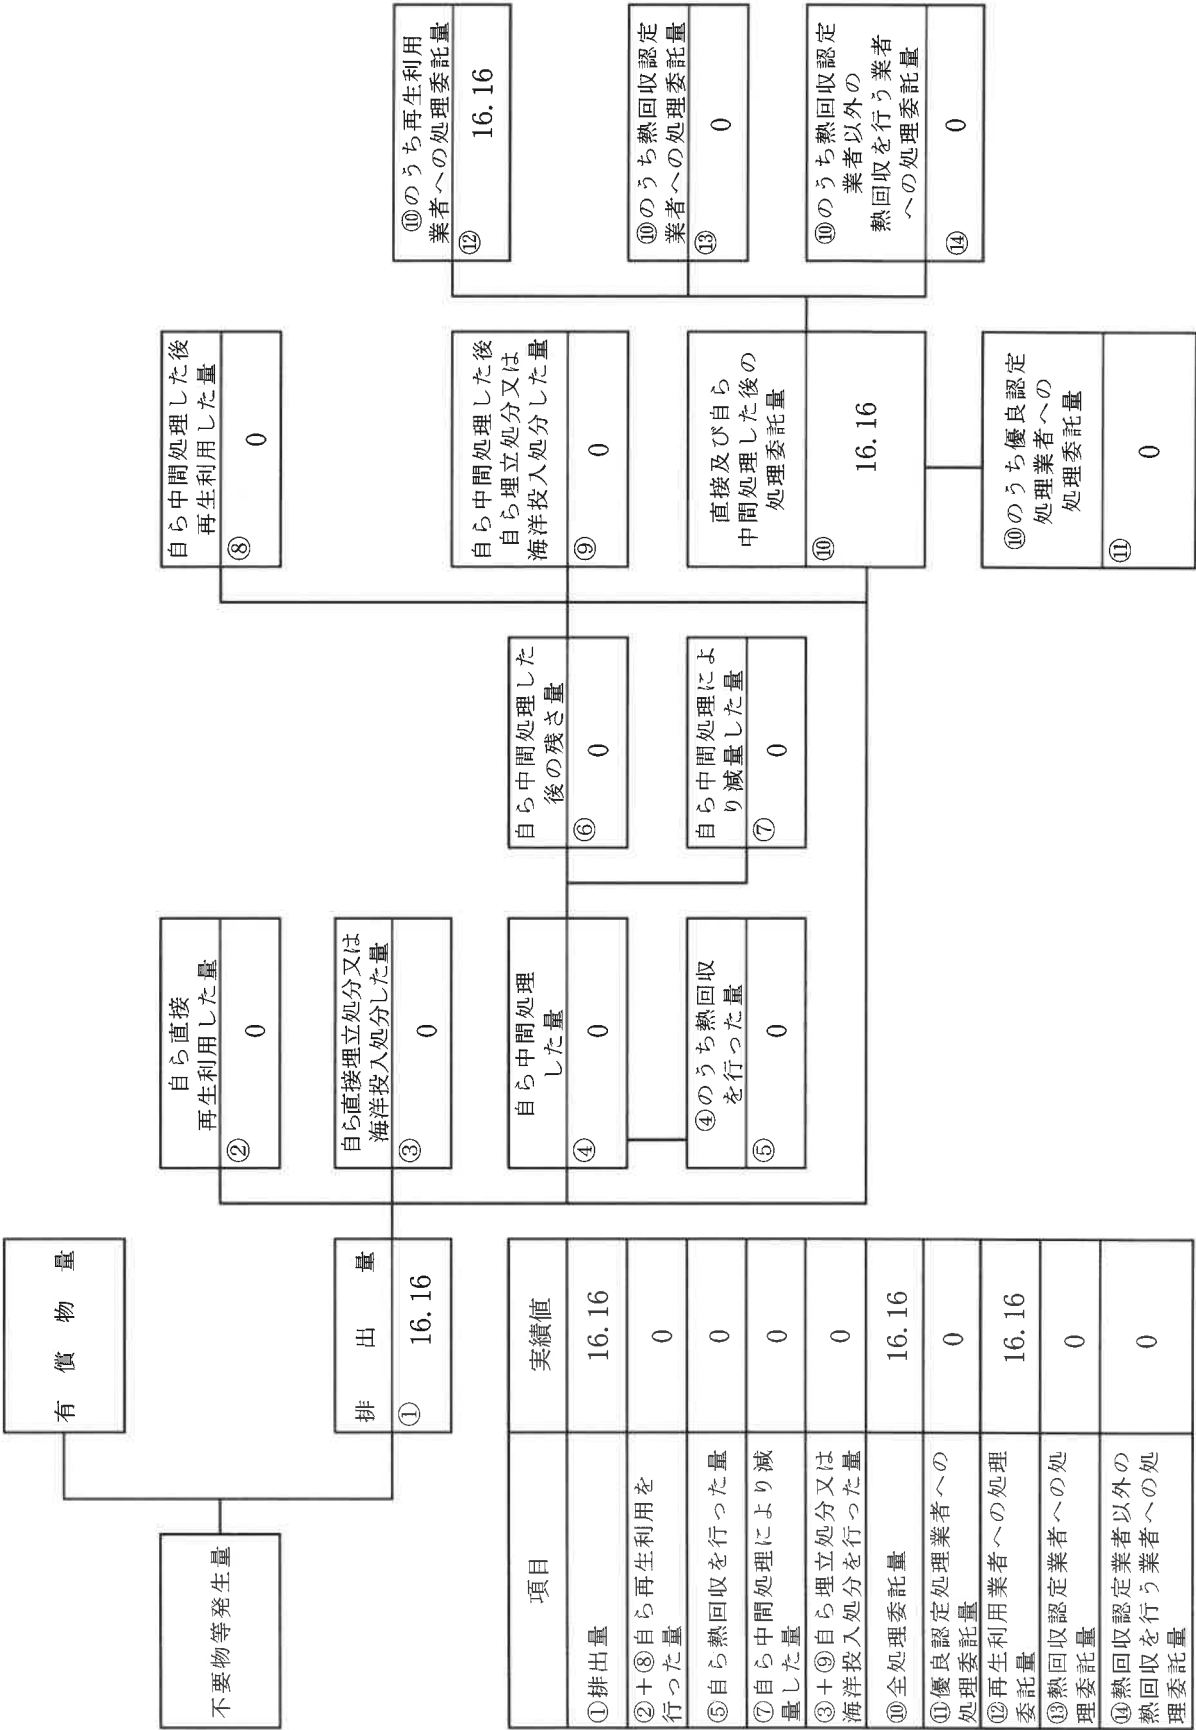 不要物等発生量
有償物量
排出量
①
16.16
自ら直接
再生利用した量
②
0
自ら直接埋立処分又は
海洋投入処分した量
③
0
自ら中間処理
した量
④
0
④のうち熱回収
を行った量
⑤
0
自ら中間処理した
後の残さ量
⑥
0
自ら中間処理によ
り減量した量
⑦
0
自ら中間処理した後
再生利用した量
⑧
0
自ら中間処理した後
自ら埋立処分又は
海洋投入処分した量
⑨
0
直接及び自ら
中間処理した後の
処理委託量
⑩
16.16
⑩のうち優良認定
処理業者への
処理委託量
⑪
0
⑩のうち再生利用
業者への処理委託量
⑫
16.16
⑩のうち熱回収認定
業者への処理委託量
⑬
0
⑩のうち熱回収認定
業者以外の
熱回収を行う業者
への処理委託量
⑭
0
項目
実績値
①排出量
16.16
②+⑧自ら再生利用を
行った量
0
⑤自ら熱回収を行った量
0
⑦自ら中間処理により減
量した量
0
③+⑨自ら埋立処分又は
海洋投入処分を行った量
0
⑩全処理委託量
16.16
⑪優良認定処理業者への
処理委託量
0
⑫再生利用業者への処理
委託量
16.16
⑬熱回収認定業者への処
理委託量
0
⑭熱回収認定業者以外の
熱回収を行う業者への処
理委託量
0